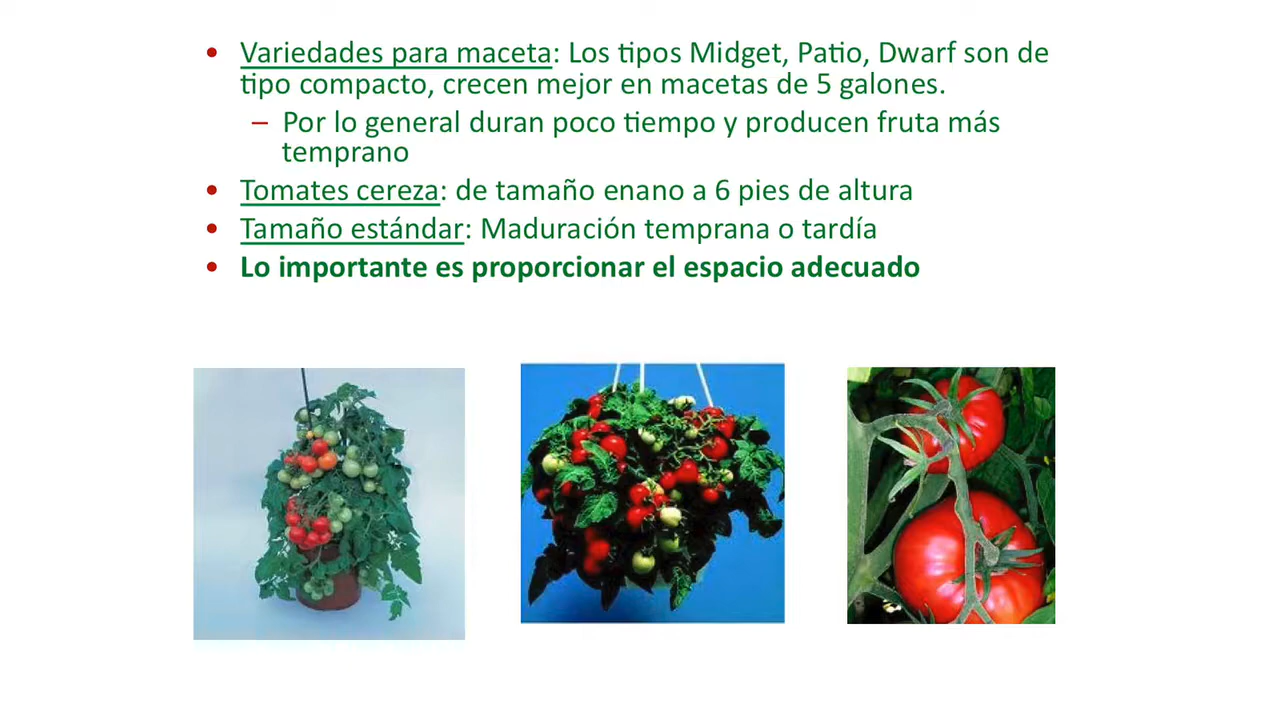 • Variedades para maceta: Los tipos Midget, Patio, Dwarf son de
tipo compacto, crecen mejor en macetas de 5 galones.
– Por lo general duran poco tiempo y producen fruta más
temprano
• Tomates cereza: de tamaño enano a 6 pies de altura
• Tamaño estándar: Maduración temprana o tardía
• Lo importante es proporcionar el espacio adecuado